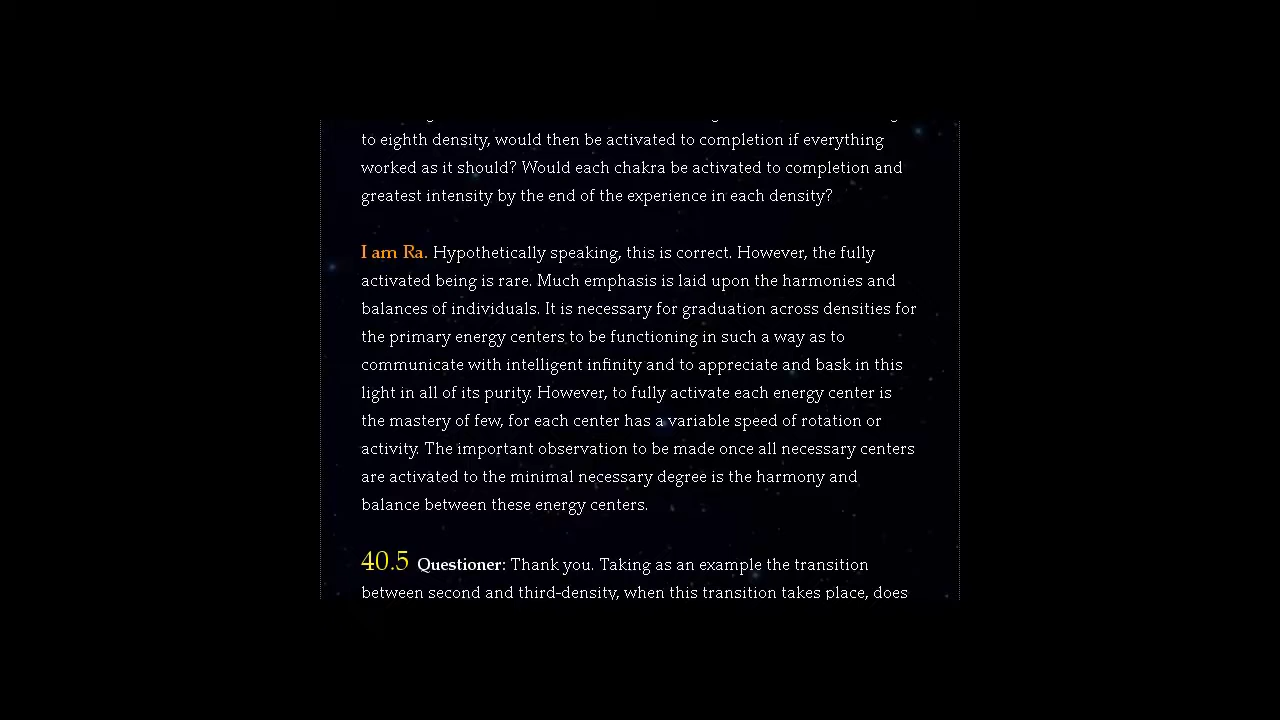 to eighth density, would then be activated to completion if everything
worked as it should? Would each chakra be activated to completion and
greatest intensity by the end of the experience in each density?
I am Ra. Hypothetically speaking, this is correct. However, the fully
activated being is rare. Much emphasis is laid upon the harmonies and
balances of individuals. It is necessary for graduation across densities for
the primary energy centers to be functioning in such a way as to
communicate with intelligent infinity and to appreciate and bask in this
light in all of its purity. However, to fully activate each energy center is
the mastery of few, for each center has a variable speed of rotation or
activity. The important observation to be made once all necessary centers
are activated to the minimal necessary degree is the harmony and
balance between these energy centers.
40.5 Questioner: Thank you. Taking as an example the transition
between second and third-density, when this transition takes place, does